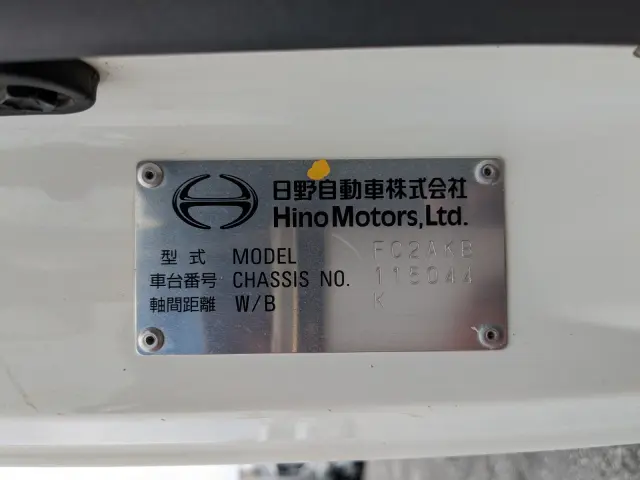 日野自動車株式会社
Hino Motors, Ltd.
型式 MODEL FC2AKB
車台番号 CHASSIS NO. 115044
軸間距離 W/B K